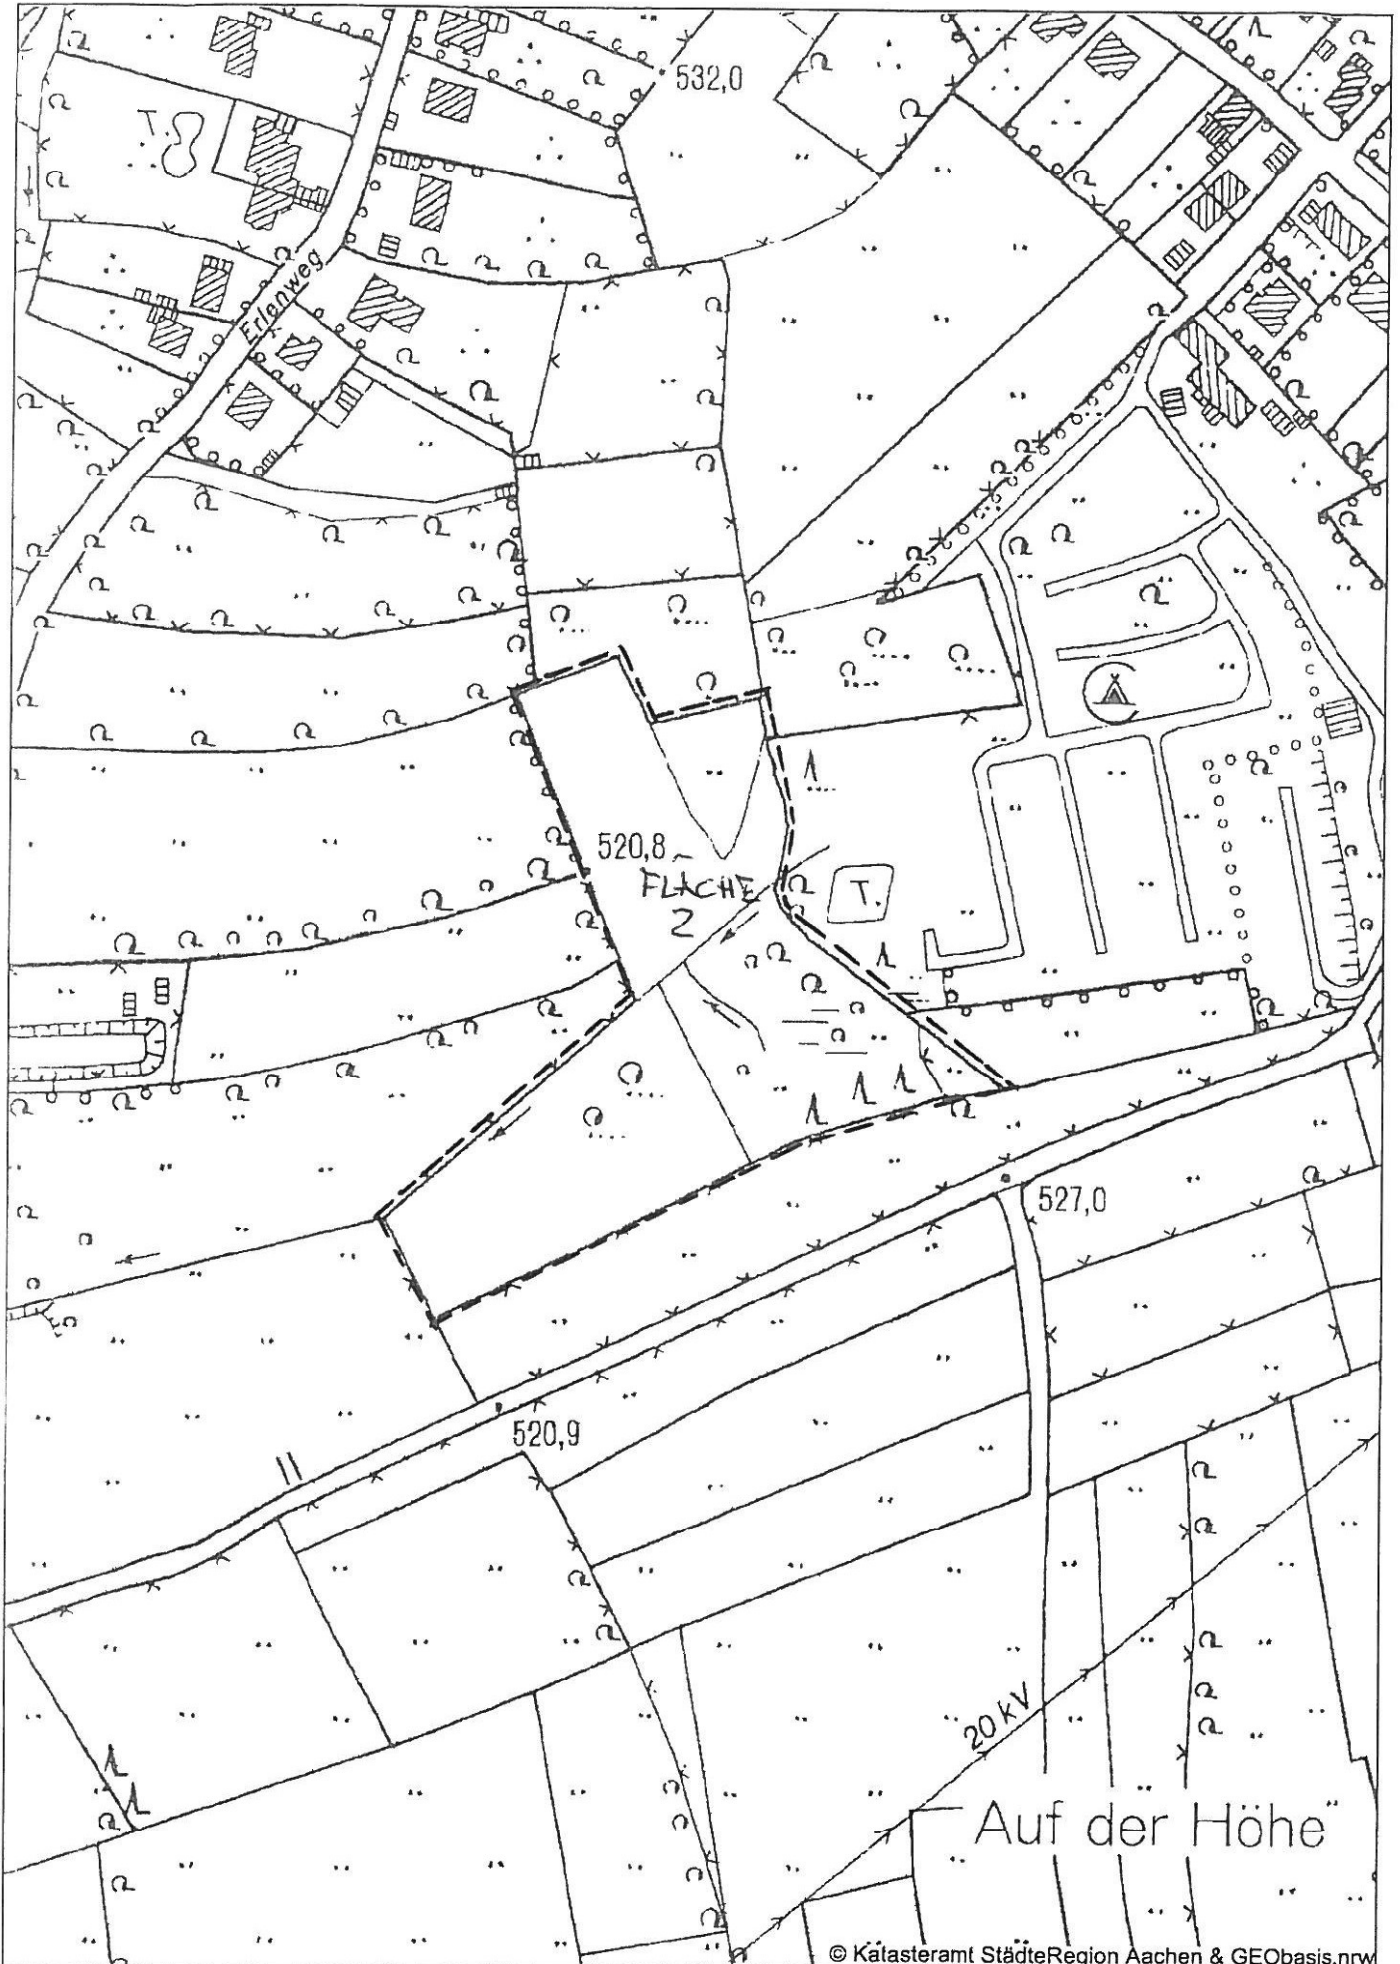 532,0
T.
Erlenweg
520,8
FLÄCHE
2
T.
527,0
520,9
20 kV
Auf der Höhe"
© Katasteramt StädteRegion Aachen & GEObasis.nrw